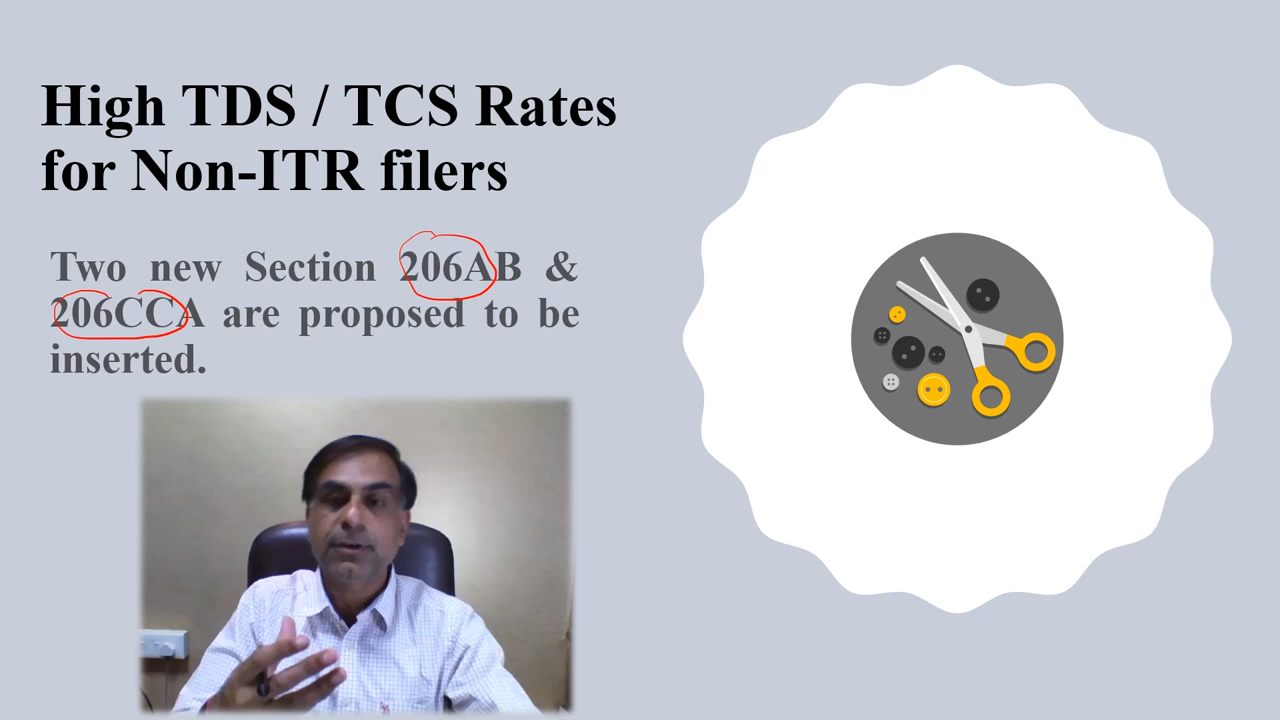 High TDS / TCS Rates
for Non-ITR filers
Two new Section 206AB &
206CCA are proposed to be
inserted.